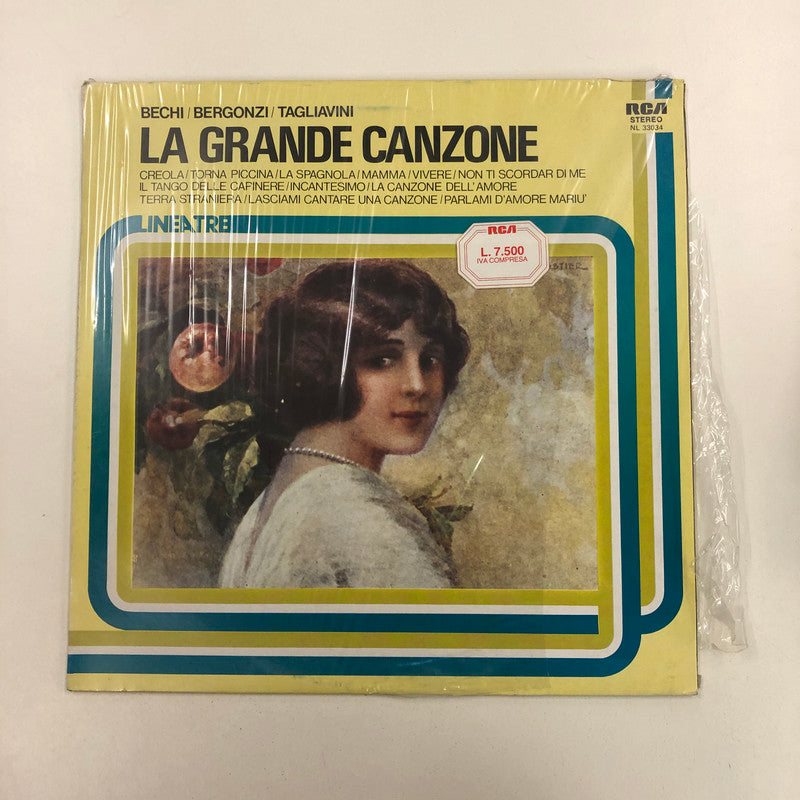 BECHI / BERGONZI / TAGLIAVINI
LA GRANDE CANZONE
CREOLA / TORNA PICCINA / LA SPAGNOLA / MAMMA / VIVERE / NON TI SCORDAR DI ME
IL TANGO DELLE CAPINERE / INCANTESIMO / LA CANZONE DELL'AMORE
TERRA STRANIERA / LASCIAMI CANTARE UNA CANZONE / PARLAMI D'AMORE MARIU'
RCA
STEREO
NL 33034
LINEATRE
RCA
L. 7.500
IVA COMPRESA